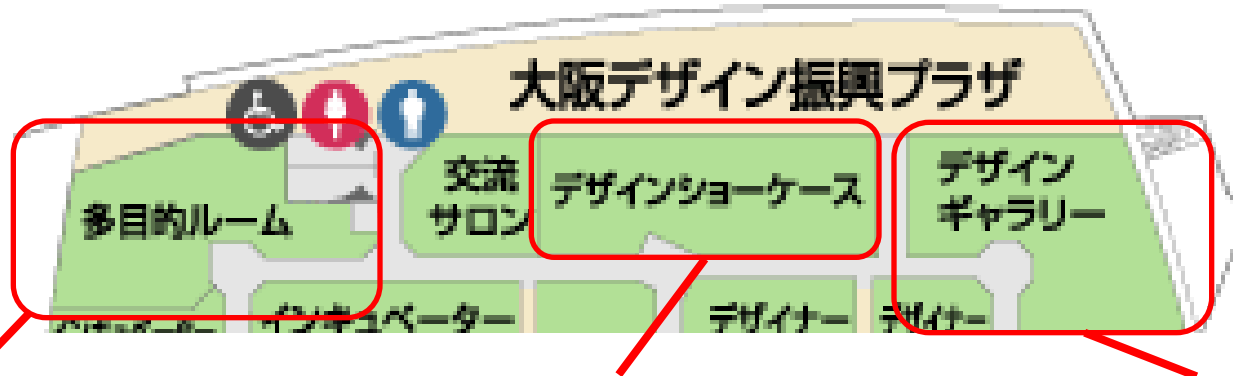 大阪デザイン振興プラザ
多目的ルーム
交流
サロン
デザインショーケース
デザイン
ギャラリー
インキュベーター
デザイナー
デザイナー